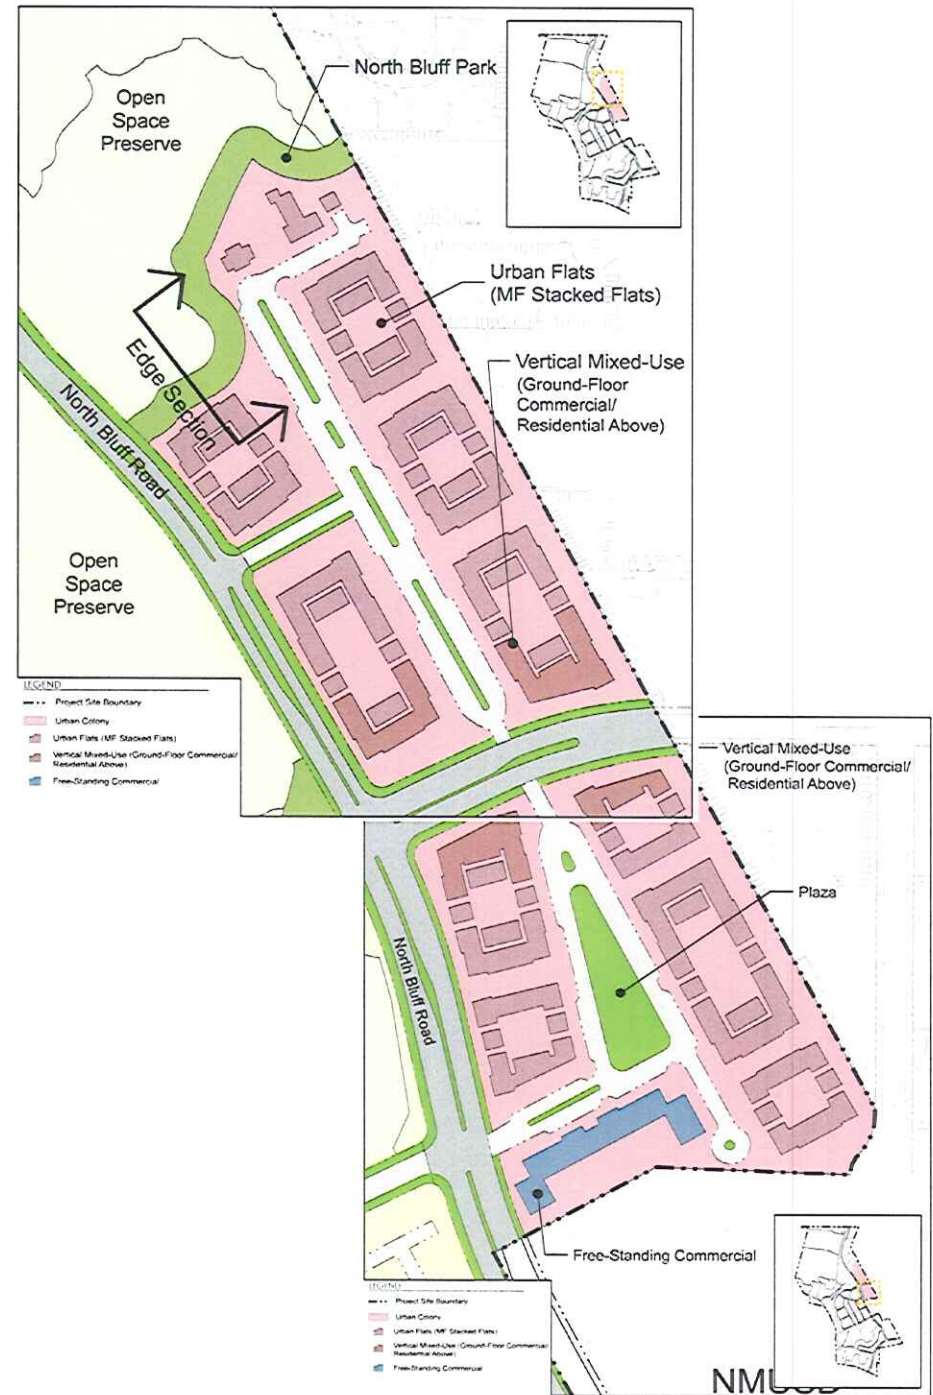 North Bluff Park
Open
Space
Preserve
Urban Flats
(MF Stacked Flats)
Vertical Mixed-Use
(Ground-Floor
Commercial/
Residential Above)
Edge Section
North Bluff Road
Open
Space
Preserve
LEGEND
Project Site Boundary
Urban Colony
Urban Flats (MF Stacked Flats)
Vertical Mixed-Use (Ground-Floor Commercial/
Residential Above)
Free-Standing Commercial
Vertical Mixed-Use
(Ground-Floor Commercial/
Residential Above)
Plaza
North Bluff Road
Free-Standing Commercial
LEGEND
Project Site Boundary
Urban Colony
Urban Flats (MF Stacked Flats)
Vertical Mixed-Use (Ground-Floor Commercial/
Residential Above)
Free-Standing Commercial